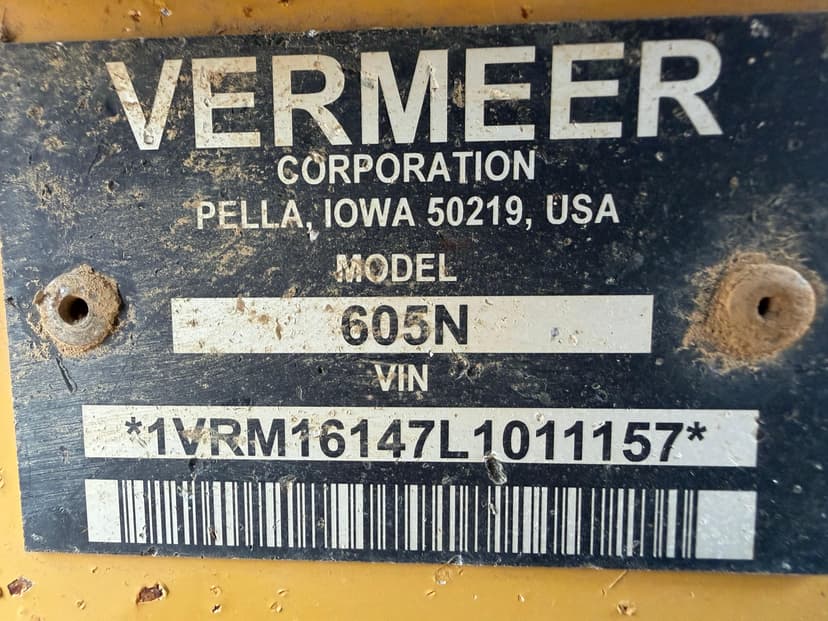 VERMEER
CORPORATION
PELLA, IOWA 50219, USA
MODEL
605N
VIN
*1VRM16147L1011157*